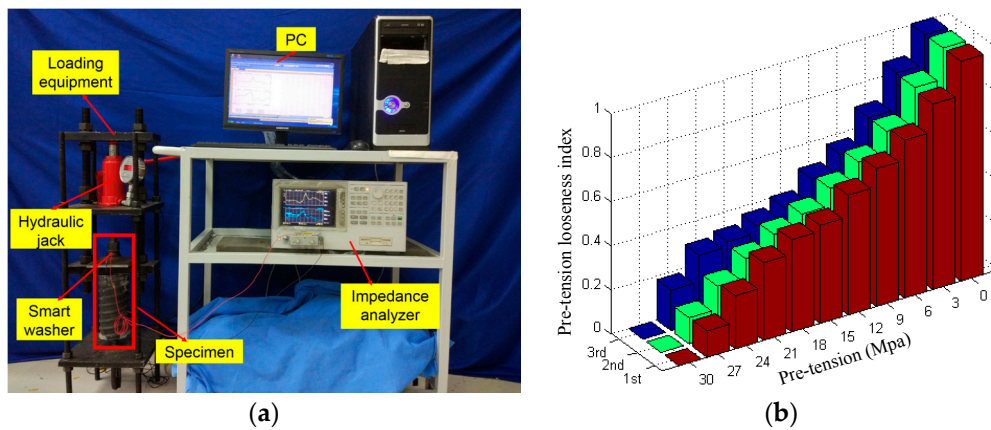 PC
Loading
equipment
Hydraulic
jack
Smart
washer
Specimen
Impedance
analyzer
(a)
Pre-tension looseness index
1
0.8
0.6
0.4
0.2
0
3rd
2nd
1st
30
27
24
21
18
15
12
9
6
3
0
Pre-tension (Mpa)
(b)